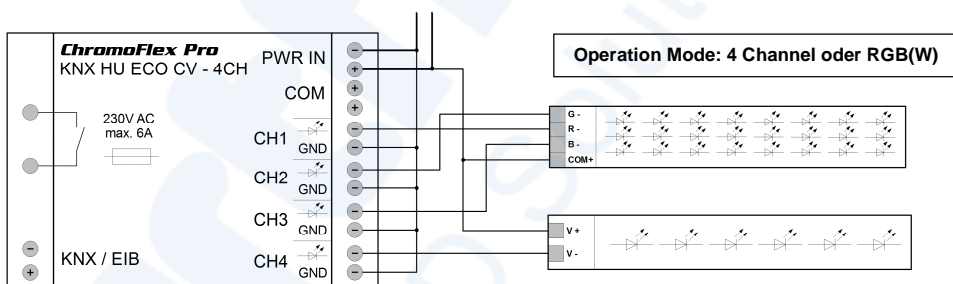 ChromoFlex Pro
KNX HU ECO CV - 4CH
PWR IN
COM
230V AC
max. 6A
CH1
GND
CH2
GND
CH3
GND
CH4
GND
KNX / EIB
Operation Mode: 4 Channel oder RGB(W)
G -
R -
B -
COM+
V +
V -